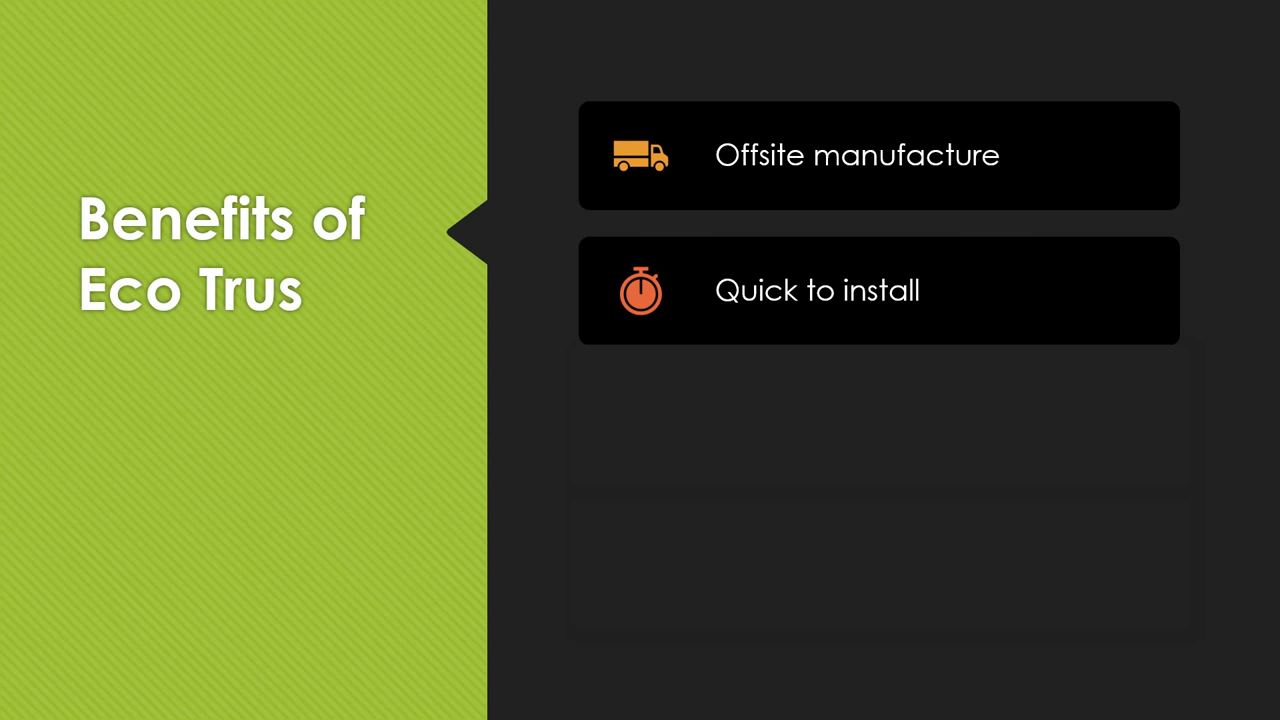 Benefits of
Eco Trus
Offsite manufacture
Quick to install